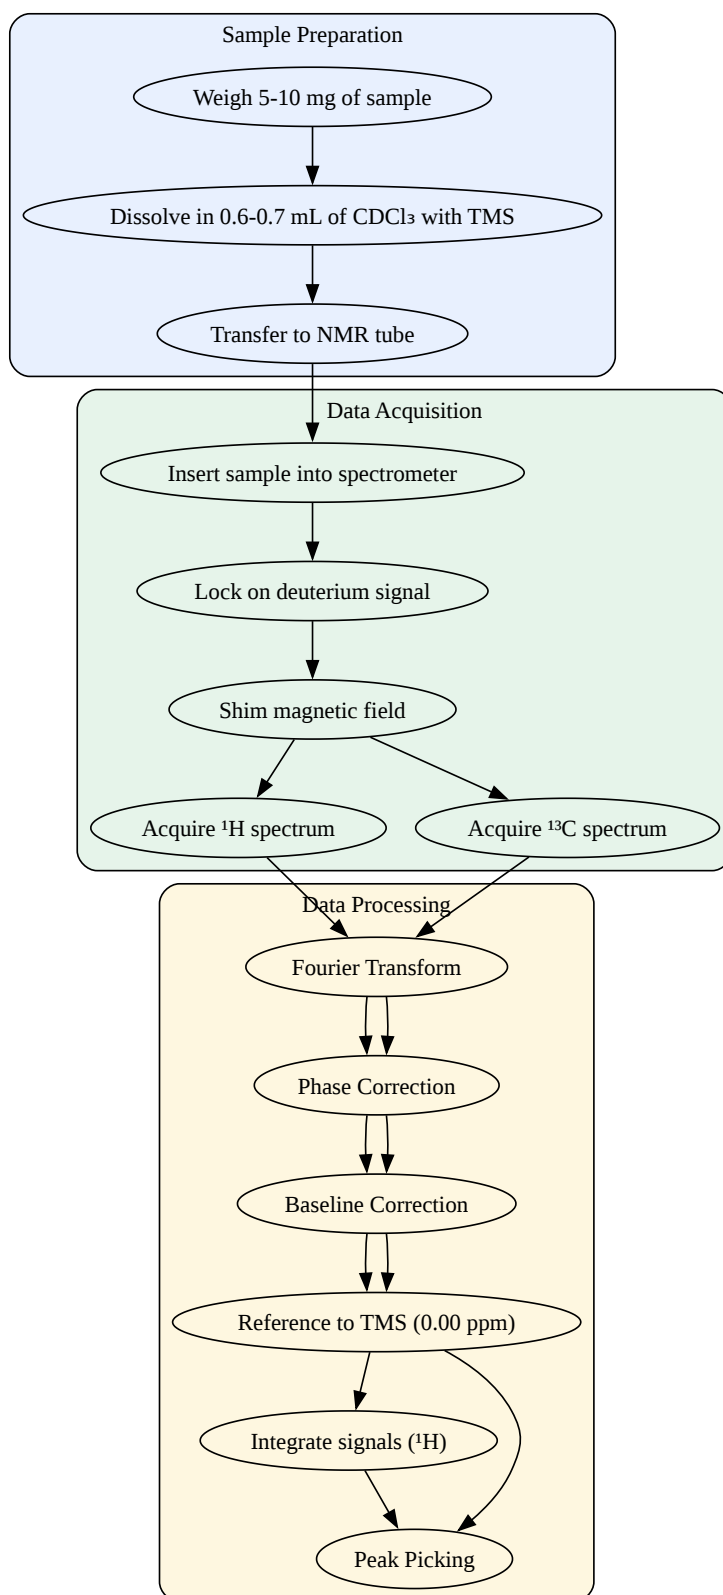 Sample Preparation
Weigh 5-10 mg of sample
Dissolve in 0.6-0.7 mL of CDCl₃ with TMS
Transfer to NMR tube
Data Acquisition
Insert sample into spectrometer
Lock on deuterium signal
Shim magnetic field
Acquire ¹H spectrum
Acquire ¹³C spectrum
Data Processing
Fourier Transform
Phase Correction
Baseline Correction
Reference to TMS (0.00 ppm)
Integrate signals (¹H)
Peak Picking